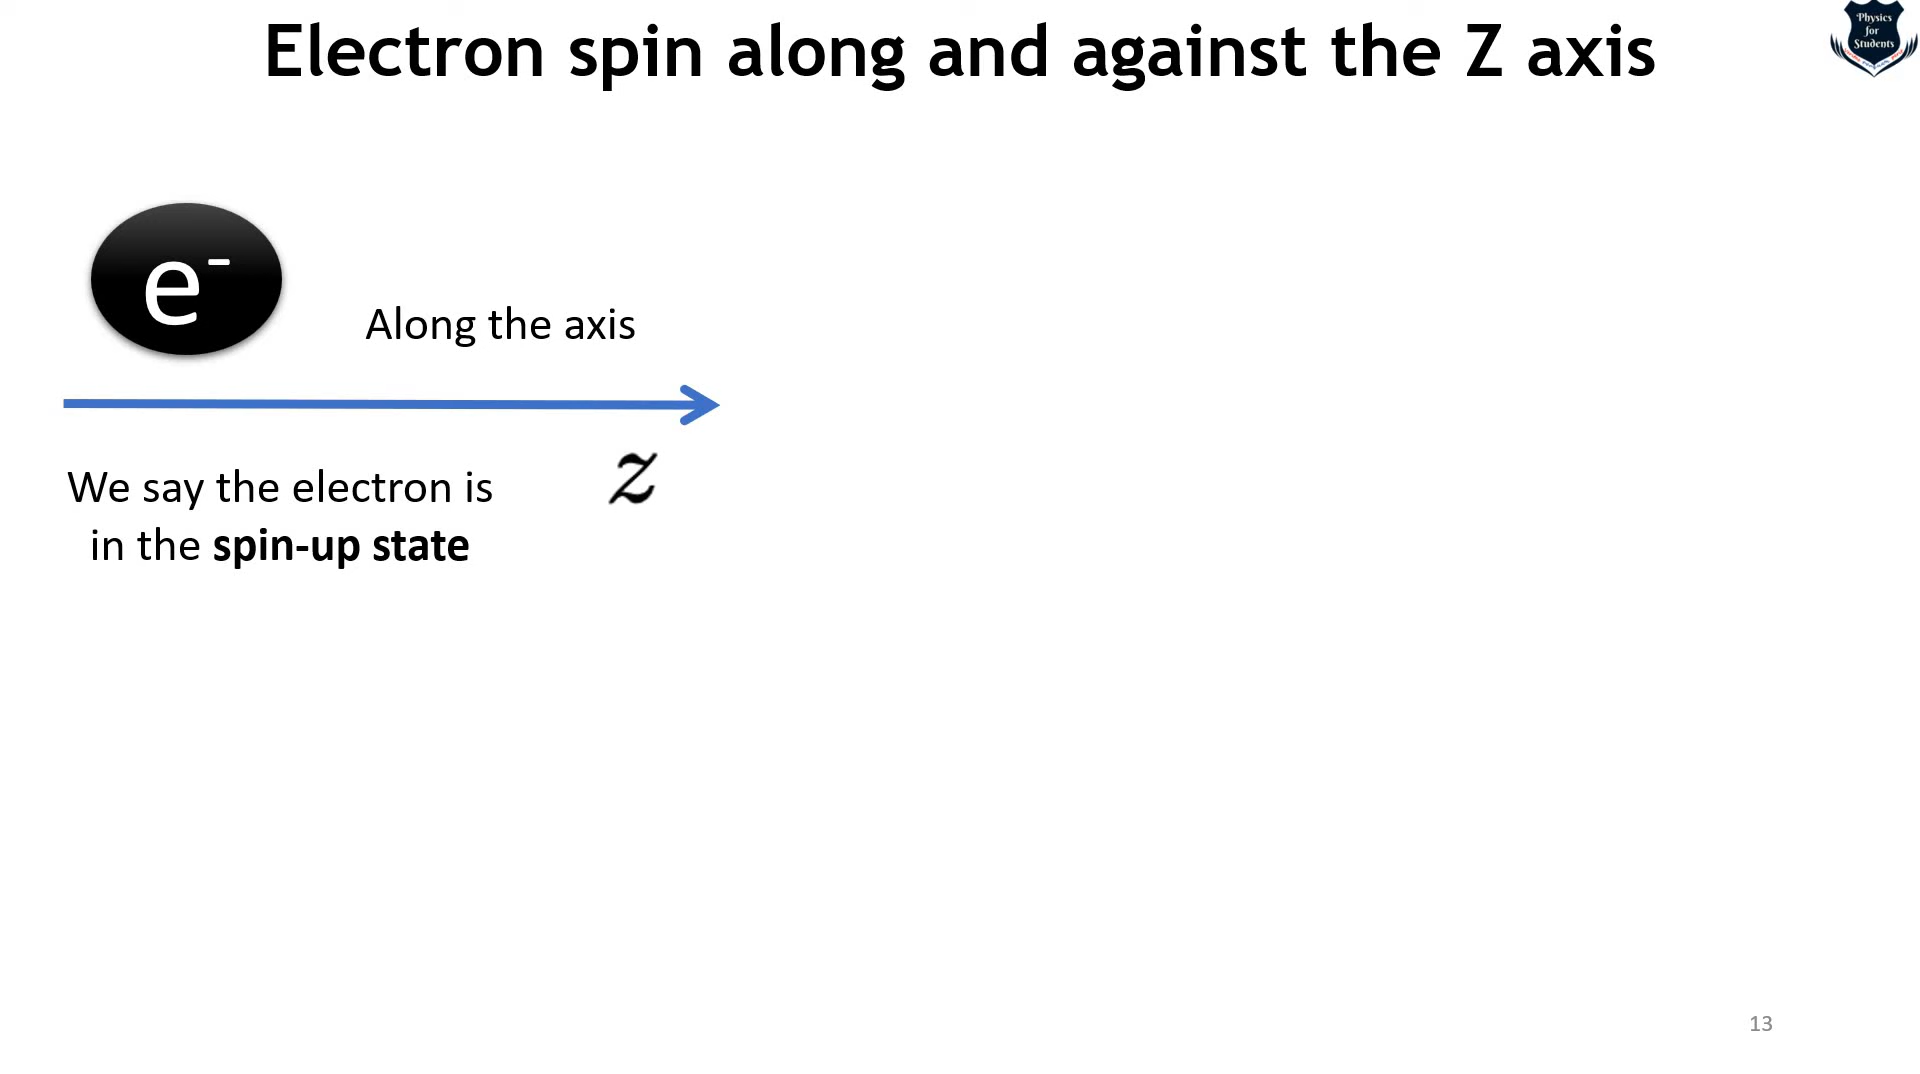 Electron spin along and against the Z axis
Physics
for
Students
e-
Along the axis
z
We say the electron is
in the spin-up state
13